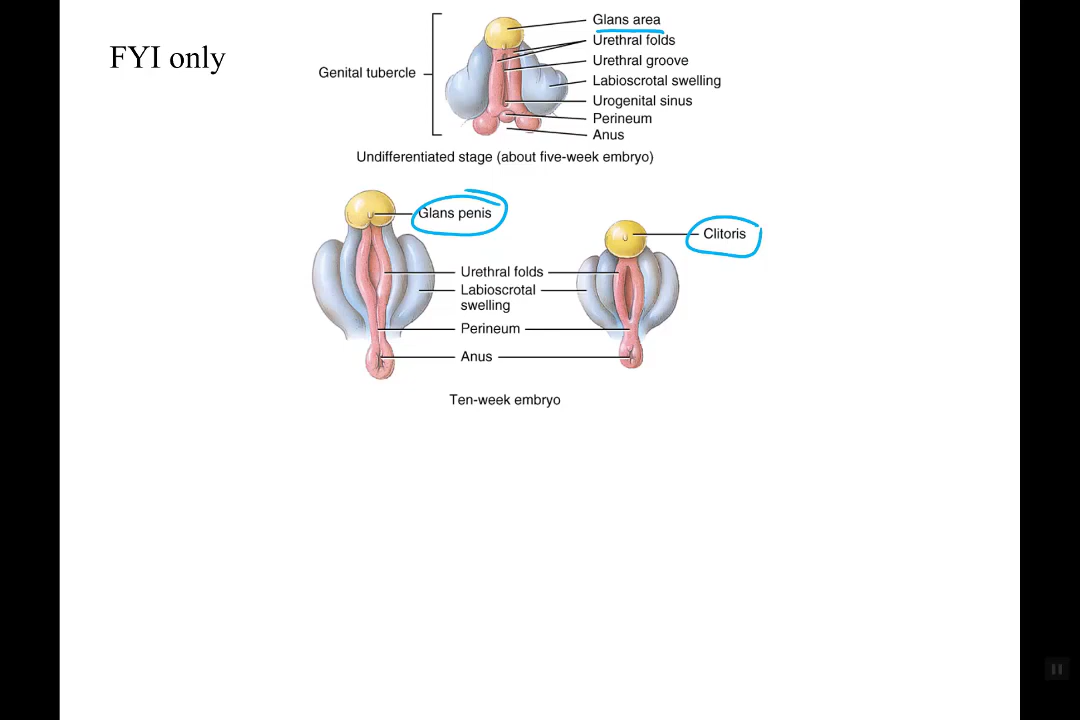 FYI only
Genital tubercle
Glans area
Urethral folds
Urethral groove
Labioscrotal swelling
Urogenital sinus
Perineum
Anus
Undifferentiated stage (about five-week embryo)
Glans penis
Clitoris
Urethral folds
Labioscrotal
swelling
Perineum
Anus
Ten-week embryo